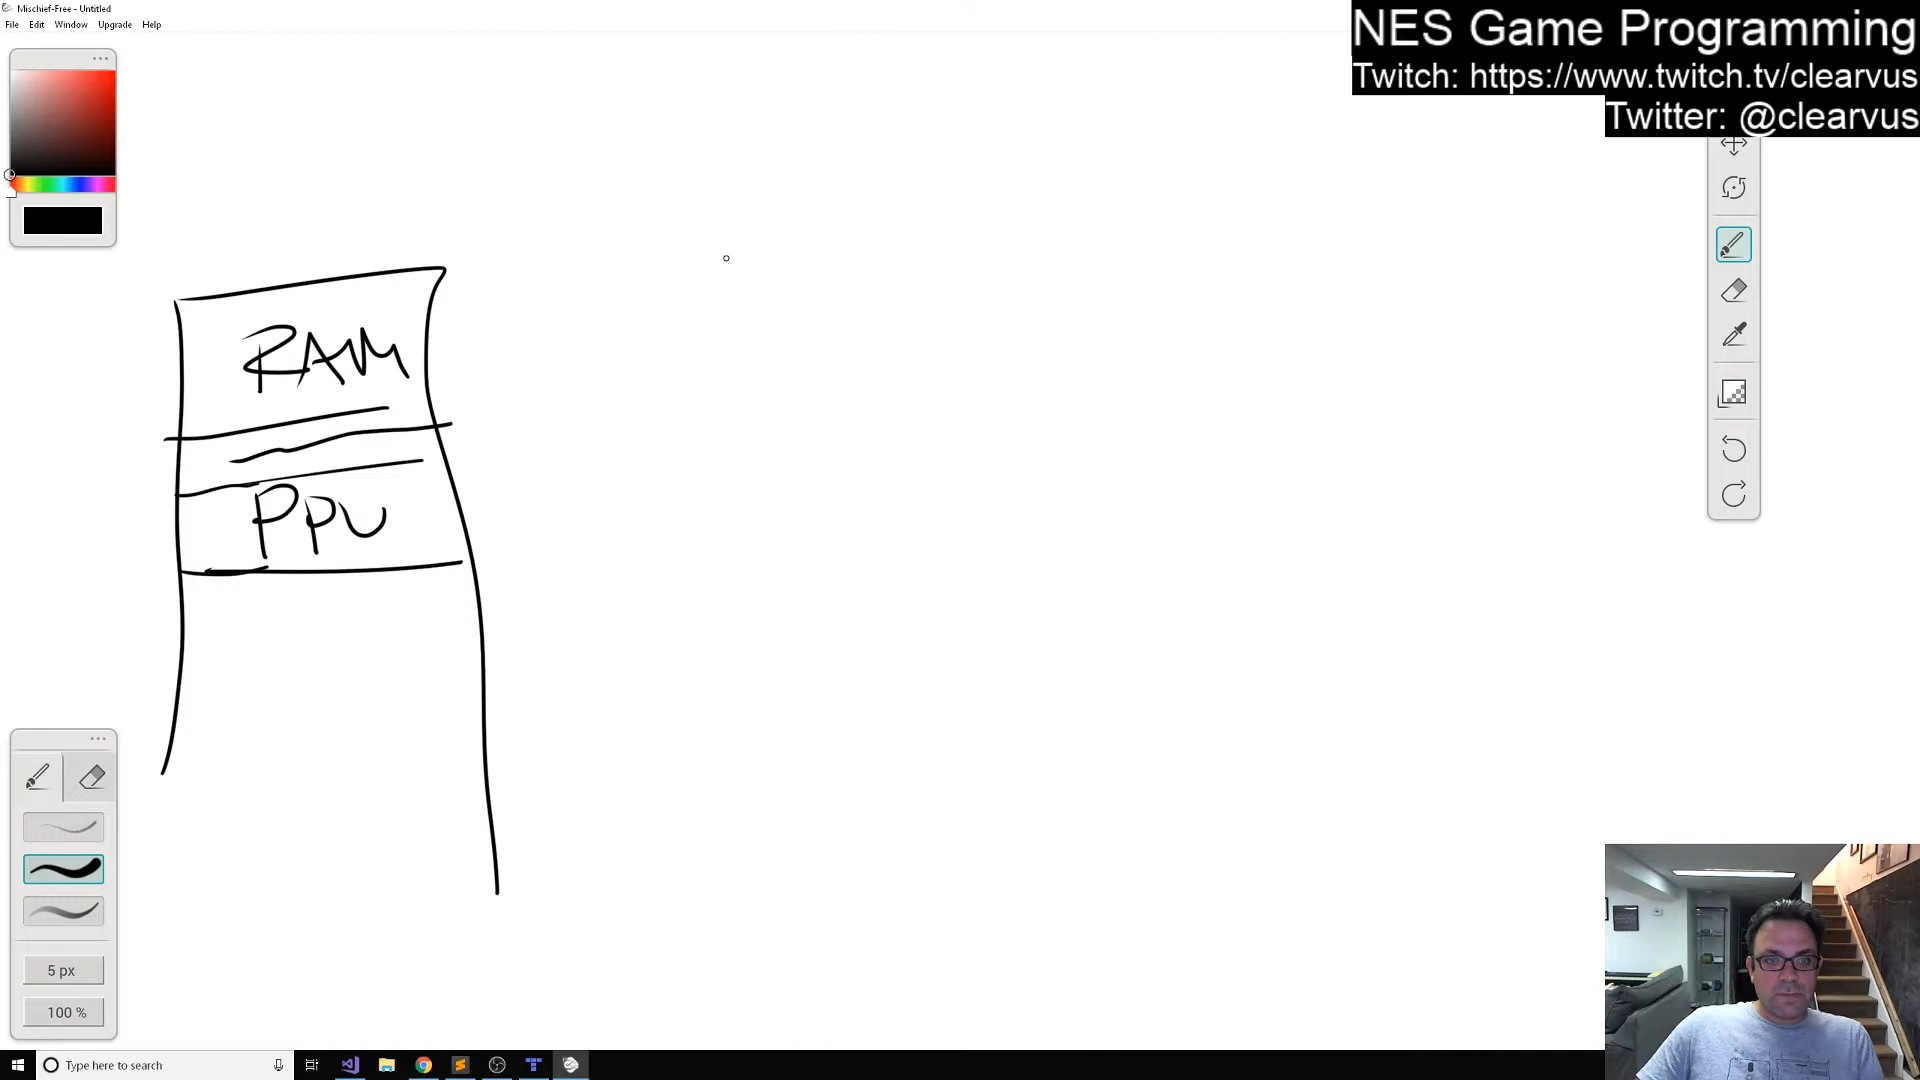 Mischief-Free - Untitled
File Edit Window Upgrade Help
NES Game Programming
Twitch: https://www.twitch.tv/clearvus
Twitter: @clearvus
RAM
PPU
5 px
100 %
Type here to search